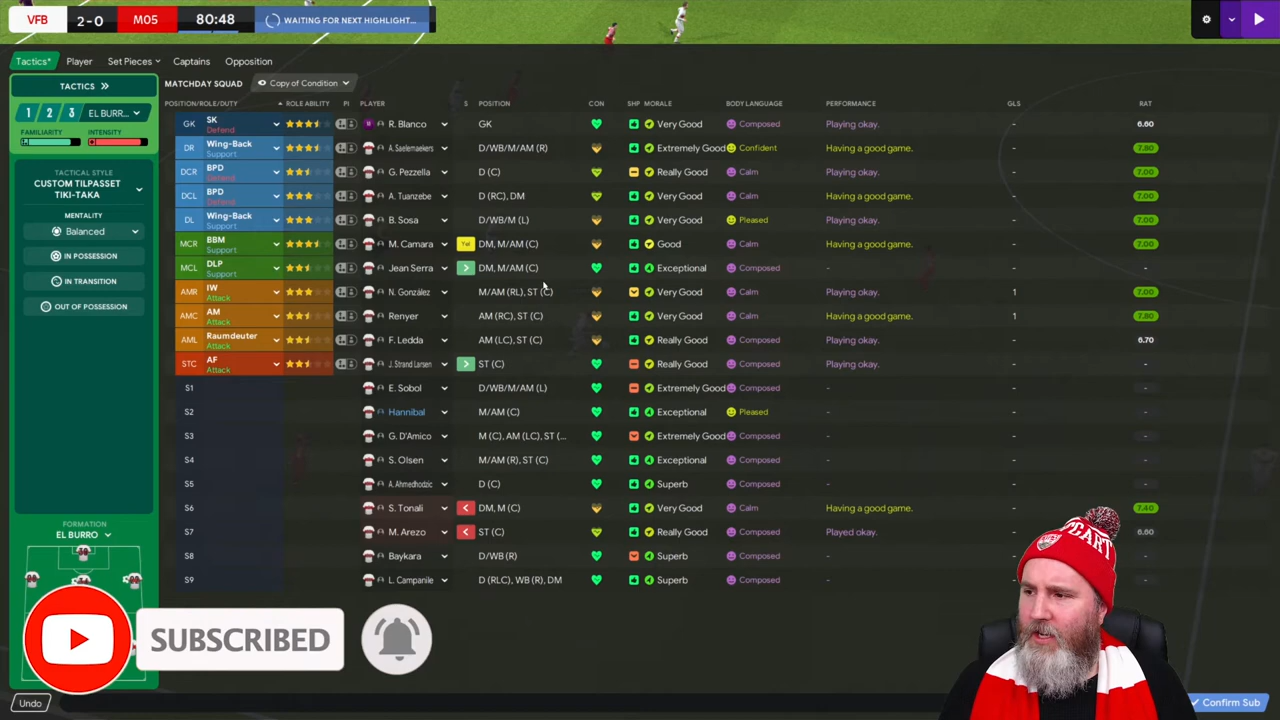 VFB 2-0 M05 80:48 WAITING FOR NEXT HIGHLIGHT...
Tactics* Player Set Pieces Captains Opposition
TACTICS
MATCHDAY SQUAD Copy of Condition
POSITION/ROLE/DUTY ROLE ABILITY PI PLAYER S POSITION CON SHP MORALE BODY LANGUAGE PERFORMANCE GLS RAT
1 2 3 EL BURR...
FAMILIARITY INTENSITY
TACTICAL STYLE
CUSTOM TILPASSET
TIKI-TAKA
MENTALITY
Balanced
IN POSSESSION
IN TRANSITION
OUT OF POSSESSION
FORMATION
EL BURRO
GK SK Defend R. Blanco GK Very Good Composed Playing okay. - 6.60
DR Wing-Back Support A. Saelemaekers D/WB/M/AM (R) Extremely Good Confident Having a good game. - 7.80
DCR BPD Defend G. Pezzella D (C) Really Good Calm Playing okay. - 7.00
DCL BPD Defend A. Tuanzebe D (RC), DM Very Good Calm Having a good game. - 7.00
DL Wing-Back Support B. Sosa D/WB/M (L) Very Good Pleased Playing okay. - 7.00
MCR BBM Support M. Camara Yel DM, M/AM (C) Good Calm Having a good game. - 7.00
MCL DLP Support Jean Serra DM, M/AM (C) Exceptional Composed - -
AMR IW Attack N. González M/AM (RL), ST (C) Very Good Calm Playing okay. 1 7.00
AMC AM Attack Renyer AM (RC), ST (C) Very Good Calm Having a good game. 1 7.80
AML Raumdeuter Attack F. Ledda AM (LC), ST (C) Really Good Calm Playing okay. - 6.70
STC AF Attack J. Strand Larsen ST (C) Really Good Composed Playing okay. - -
S1 E. Sobol D/WB/M/AM (L) Extremely Good Composed - - -
S2 Hannibal M/AM (C) Exceptional Pleased - - -
S3 G. D'Amico M (C), AM (LC), ST (... Extremely Good Composed - - -
S4 S. Olsen M/AM (R), ST (C) Exceptional Composed - - -
S5 A. Ahmedhodzic D (C) Superb Composed - - -
S6 S. Tonali DM, M (C) Very Good Calm Having a good game. - 7.40
S7 M. Arezo ST (C) Really Good Composed Played okay. - 6.60
S8 Baykara D/WB (R) Superb Composed - - -
S9 L. Campanile D (RLC), WB (R), DM Superb Composed - - -
SUBSCRIBED
Undo
Confirm Sub